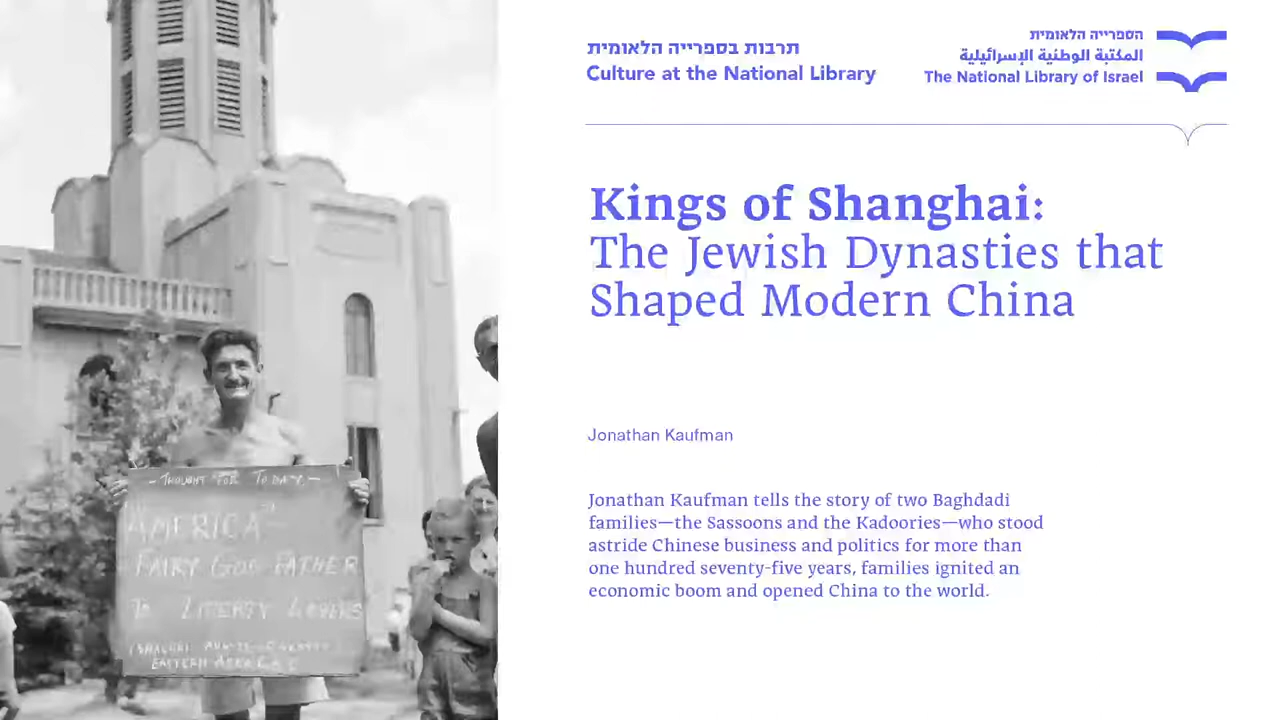 תרבות בספרייה הלאומית
Culture at the National Library
הספרייה הלאומית
المكتبة الوطنية الإسرائيلية
The National Library of Israel
Kings of Shanghai:
The Jewish Dynasties that
Shaped Modern China
Jonathan Kaufman
Jonathan Kaufman tells the story of two Baghdadi
families—the Sassoons and the Kadoories—who stood
astride Chinese business and politics for more than
one hundred seventy-five years, families ignited an
economic boom and opened China to the world.
- THOUGHT FOR TODAY. -
"AMERICA"-
FAIRY GOD FATHER
To
EASTERN